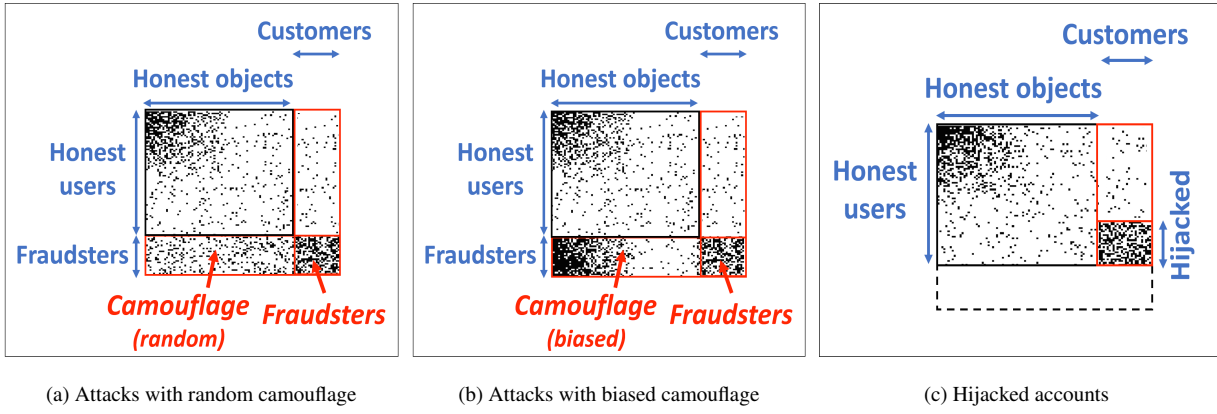 Customers
Honest objects
Honest
users
Fraudsters
Camouflage
(random)
Fraudsters
(a) Attacks with random camouflage
Customers
Honest objects
Honest
users
Fraudsters
Camouflage
(biased)
Fraudsters
(b) Attacks with biased camouflage
Customers
Honest objects
Honest
users
Hijacked
(c) Hijacked accounts